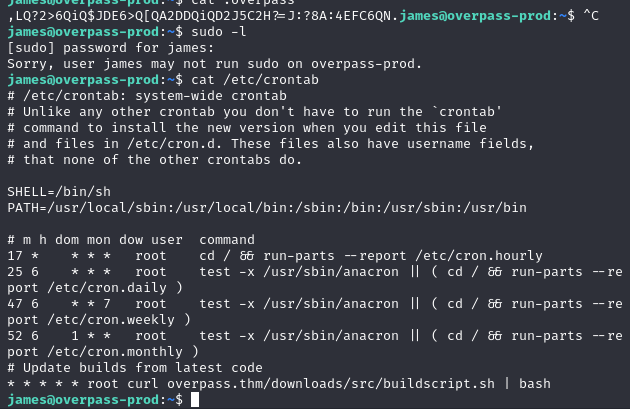 cat .overpass
,LQ?2>6QiQ$JDE6>Q[QA2DDQiQD2J5C2H?=J:?8A:4EFC6QN.james@overpass-prod:~$ ^C
james@overpass-prod:~$ sudo -l
[sudo] password for james:
Sorry, user james may not run sudo on overpass-prod.
james@overpass-prod:~$ cat /etc/crontab
# /etc/crontab: system-wide crontab
# Unlike any other crontab you don't have to run the `crontab'
# command to install the new version when you edit this file
# and files in /etc/cron.d. These files also have username fields,
# that none of the other crontabs do.
SHELL=/bin/sh
PATH=/usr/local/sbin:/usr/local/bin:/sbin:/bin:/usr/sbin:/usr/bin
# m h dom mon dow user  command
17 *    * * *   root    cd / && run-parts --report /etc/cron.hourly
25 6    * * *   root    test -x /usr/sbin/anacron || ( cd / && run-parts --re
port /etc/cron.daily )
47 6    * * 7   root    test -x /usr/sbin/anacron || ( cd / && run-parts --re
port /etc/cron.weekly )
52 6    1 * *   root    test -x /usr/sbin/anacron || ( cd / && run-parts --re
port /etc/cron.monthly )
# Update builds from latest code
* * * * * root curl overpass.thm/downloads/src/buildscript.sh | bash
james@overpass-prod:~$